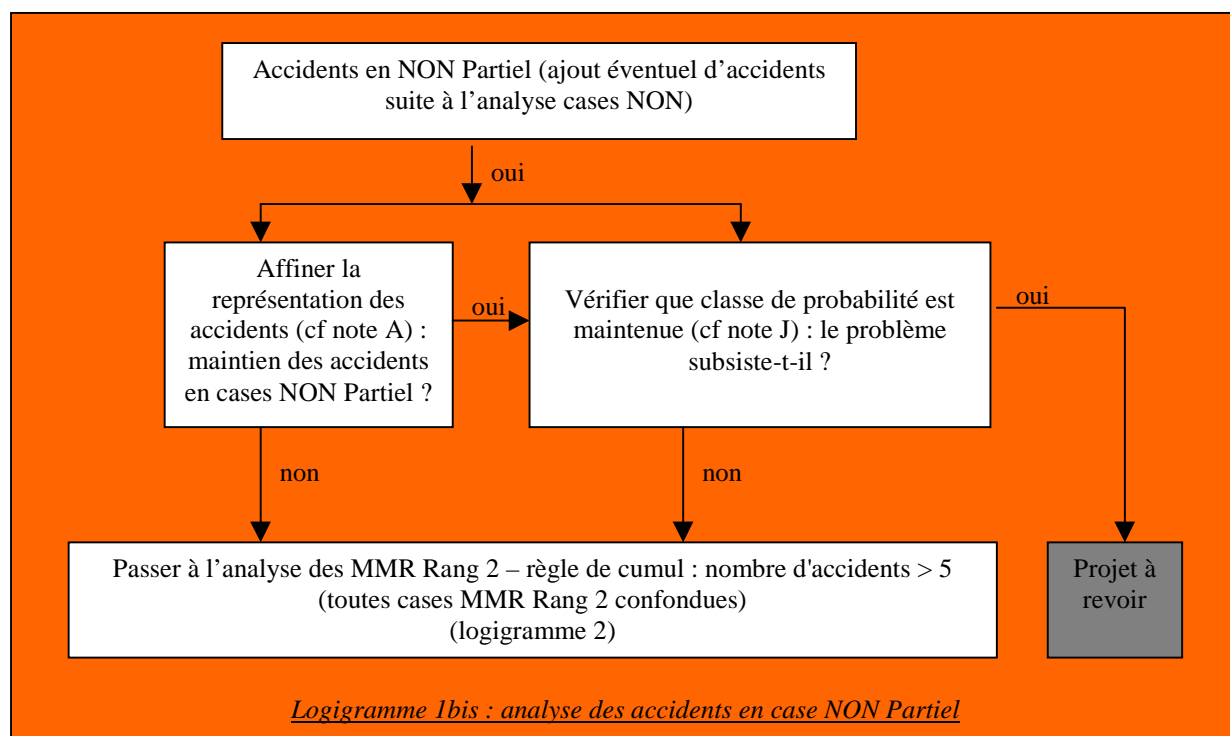 Accidents en NON Partiel (ajout éventuel d’accidents
suite à l’analyse cases NON)
oui
Affiner la
représentation des
accidents (cf note A) :
maintien des accidents
en cases NON Partiel ?
oui
Vérifier que classe de probabilité est
maintenue (cf note J) : le problème
subsiste-t-il ?
oui
non
non
Passer à l’analyse des MMR Rang 2 – règle de cumul : nombre d'accidents > 5
(toutes cases MMR Rang 2 confondues)
(logigramme 2)
Projet à
revoir
Logigramme 1bis : analyse des accidents en case NON Partiel